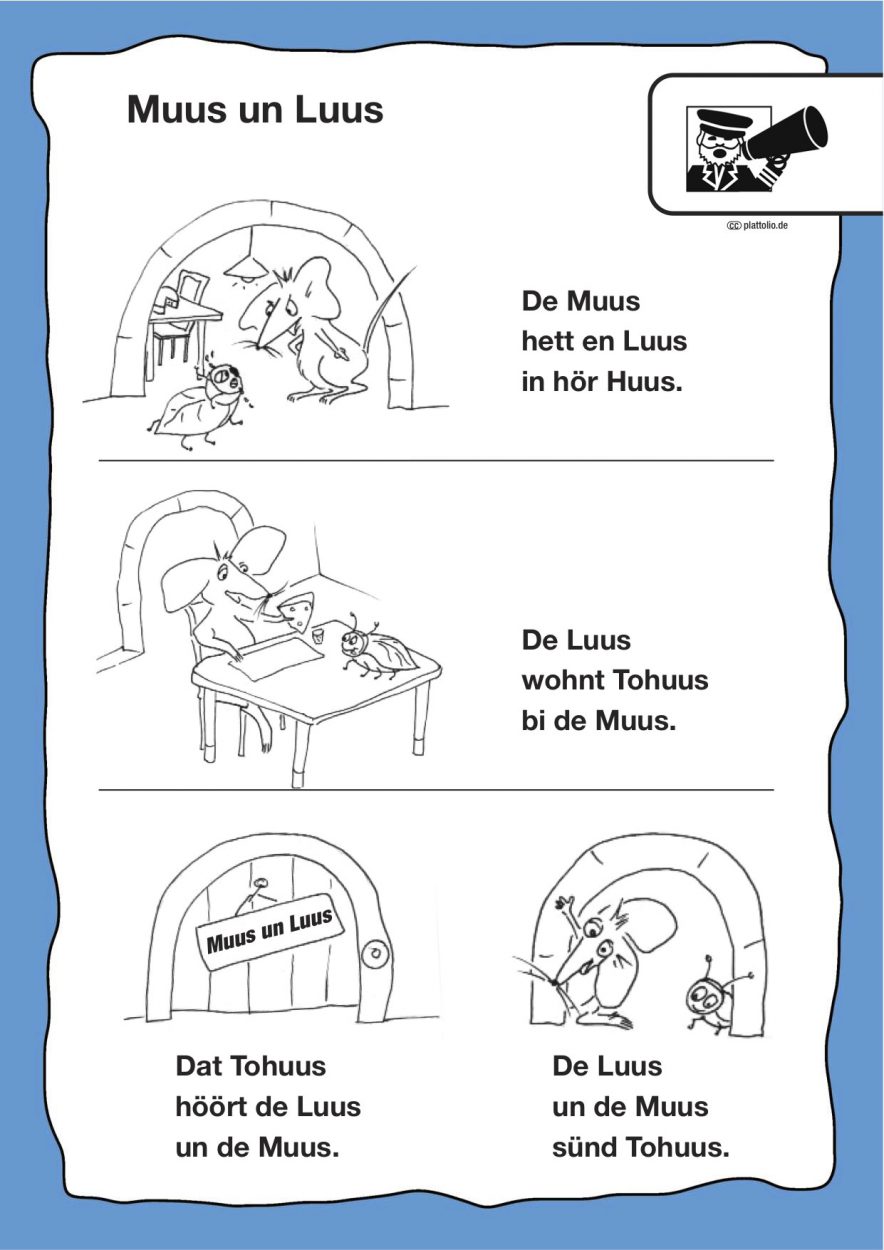 Muus un Luus
cc plattolio.de
De Muus
hett en Luus
in hör Huus.
De Luus
wohnt Tohuus
bi de Muus.
Muus un Luus
Dat Tohuus
höört de Luus
un de Muus.
De Luus
un de Muus
sünd Tohuus.